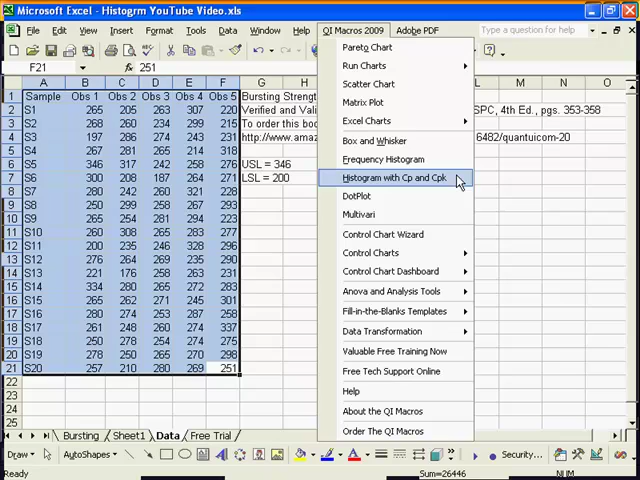 Microsoft Excel - Histogrm YouTube Video.xls
File Edit View Insert Format Tools Data Window Help QI Macros 2009 Adobe PDF Type a question for help
F21 251
A B C D E F G H L M N O
1 Sample Obs 1 Obs 2 Obs 3 Obs 4 Obs 5 Bursting Strength
2 S1 265 205 263 307 220 Verified and Valid SPC, 4th Ed., pgs. 353-358
3 S2 268 260 234 299 215 To order this boo
4 S3 197 286 274 243 231 http://www.amaz 6482/quantuicom-20
5 S4 267 281 265 214 318
6 S5 346 317 242 258 276 USL = 346
7 S6 300 208 187 264 271 LSL = 200
8 S7 280 242 260 321 228
9 S8 250 299 258 267 293
10 S9 265 254 281 294 223
11 S10 260 308 235 283 277
12 S11 200 235 246 328 296
13 S12 276 264 269 235 290
14 S13 221 176 258 263 231
15 S14 334 280 265 272 283
16 S15 265 262 271 245 301
17 S16 280 274 253 287 258
18 S17 261 248 260 274 337
19 S18 250 278 254 274 275
20 S19 278 250 265 270 298
21 S20 257 210 280 269 251
22
23
24
25
Pareto Chart
Run Charts
Scatter Chart
Matrix Plot
Excel Charts
Box and Whisker
Frequency Histogram
Histogram with Cp and Cpk
DotPlot
Multivari
Control Chart Wizard
Control Charts
Control Chart Dashboard
Anova and Analysis Tools
Fill-in-the-Blanks Templates
Data Transformation
Valuable Free Training Now
Free Tech Support Online
Help
About the QI Macros
Order The QI Macros
Bursting Sheet1 Data Free Trial
Draw AutoShapes Security...
Ready Sum=26446 NUM